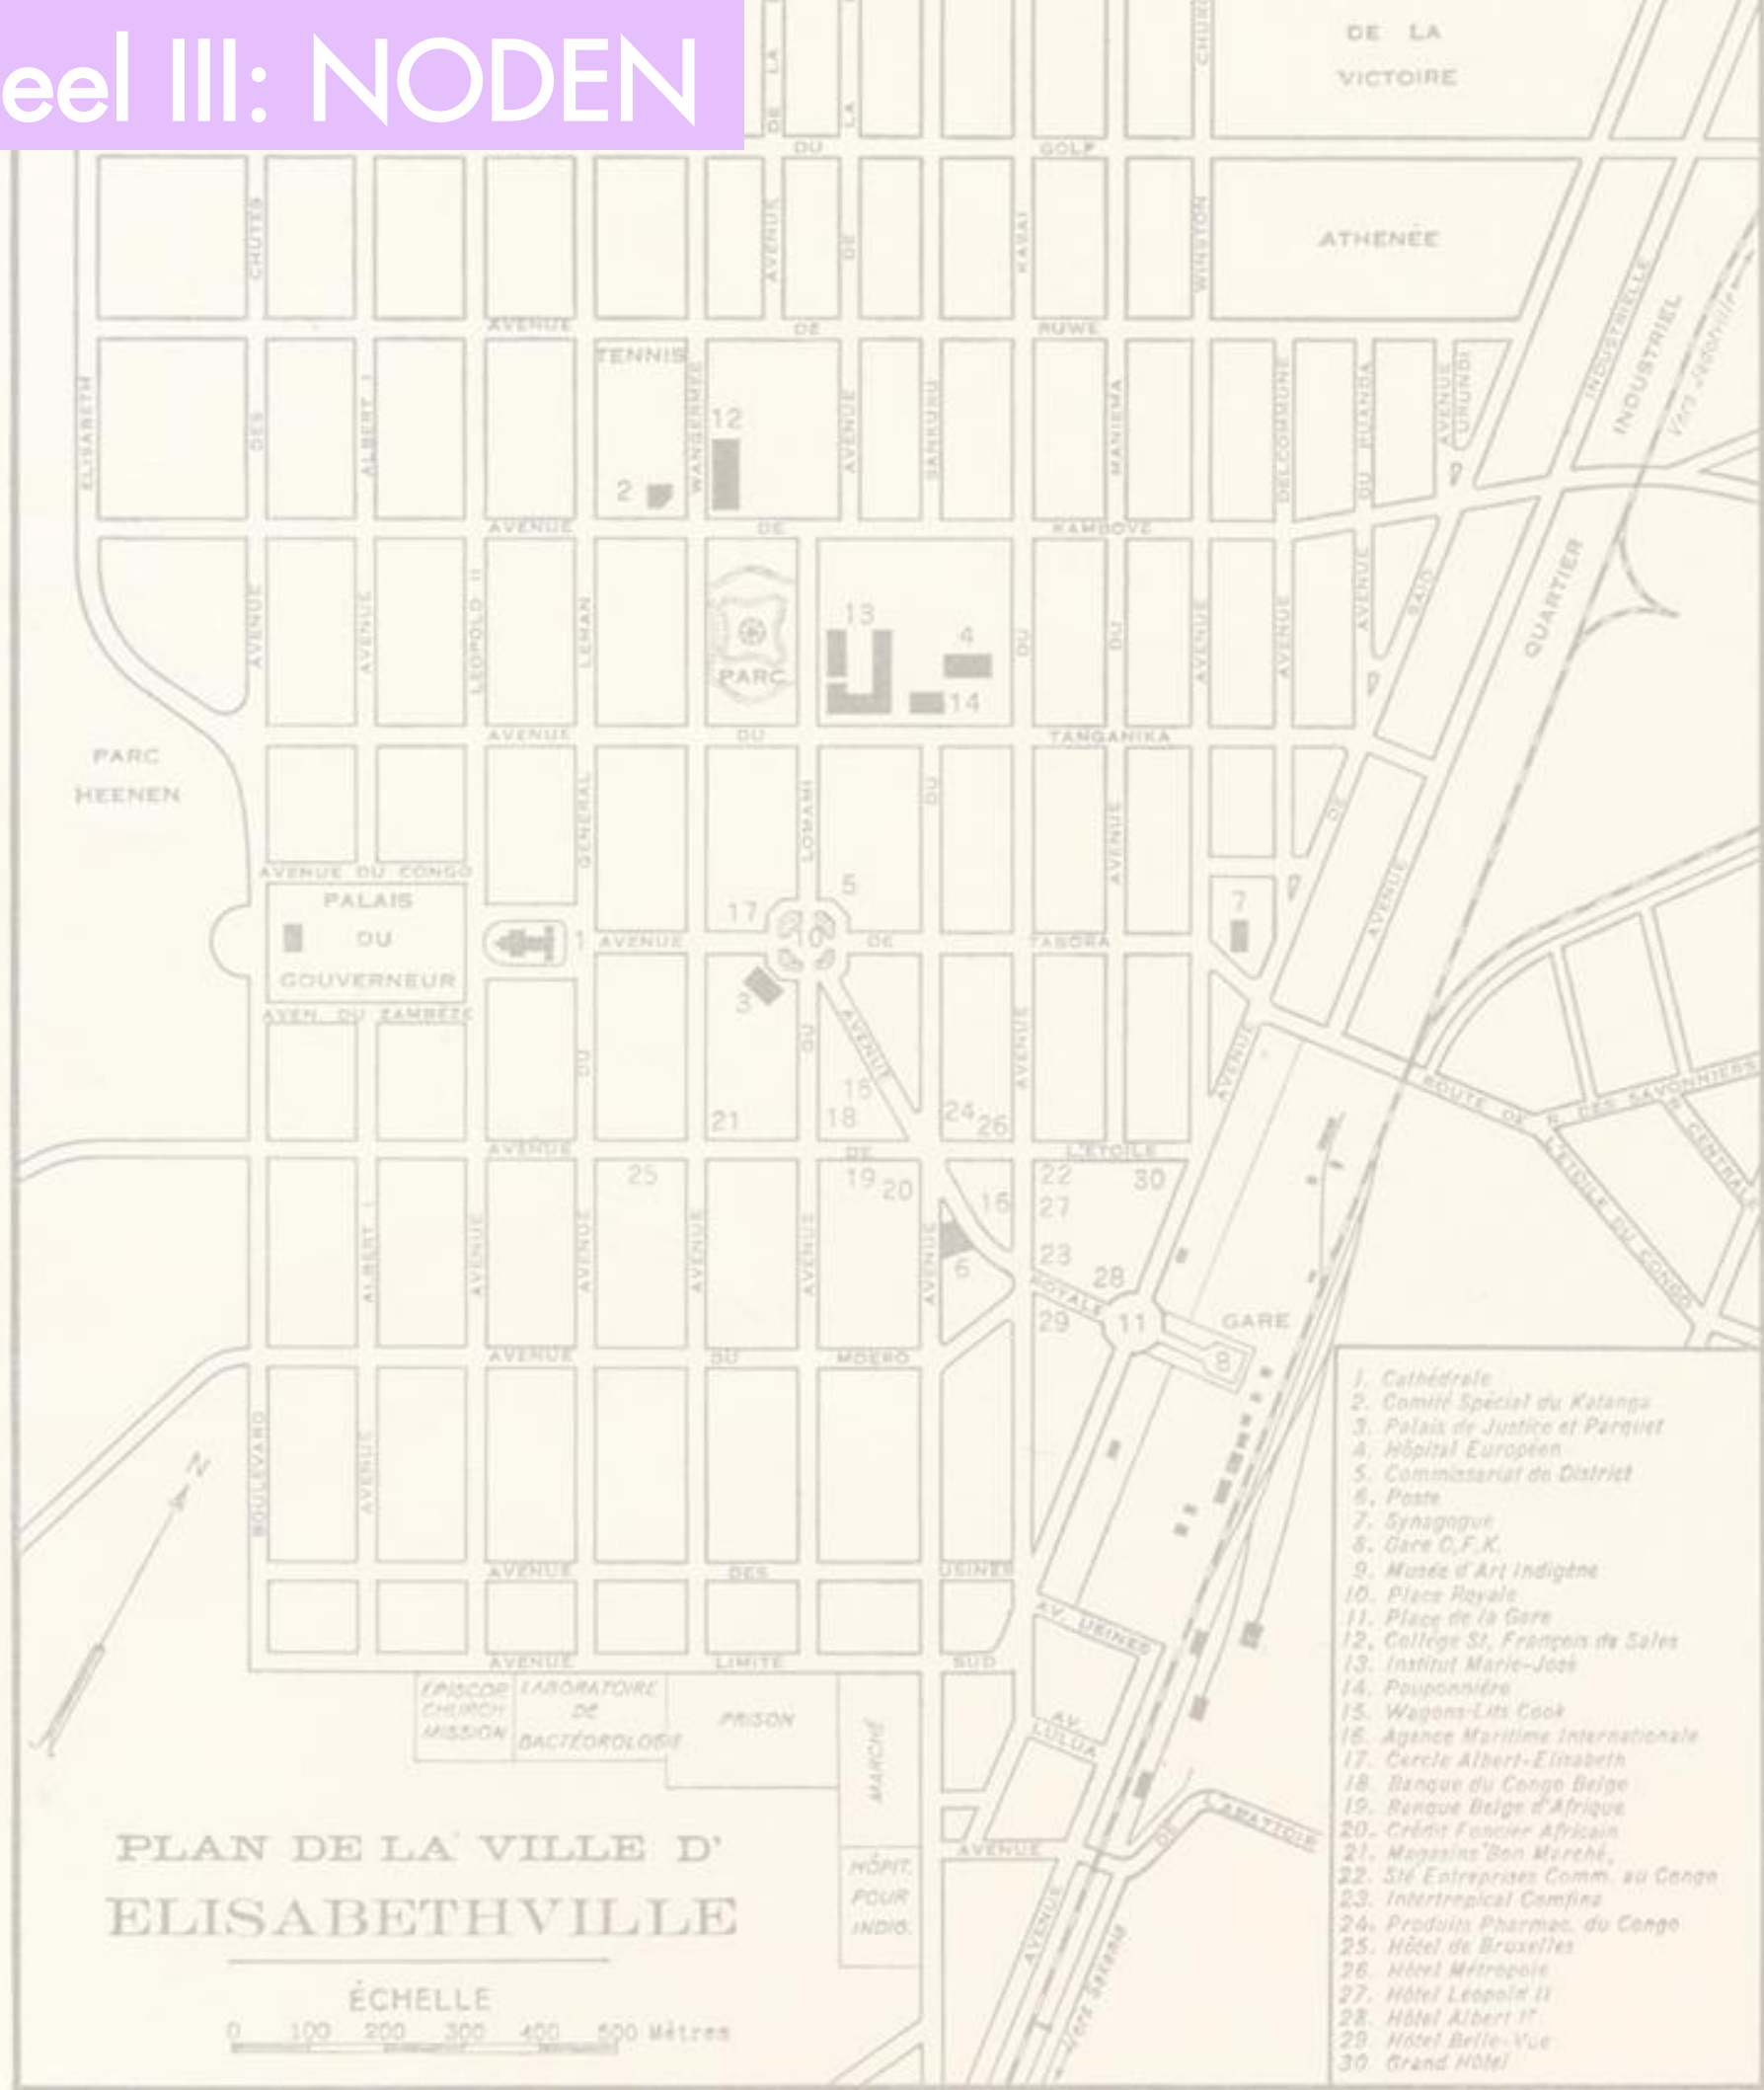 eel III: NODEN
DE LA
VICTOIRE
CHURC
DE LA
LA
DU
GOLF
CHUTES
AVENUE
DE
KASAI
WINSTON
ATHENÉE
AVENUE
DE
RUWE
INDUSTRIELLE
INDUSTRIEL
Vers Jadotville
TENNIS
ELISABETH
DES
ALBERT I
WANGERMEE
12
2
AVENUE
SANKURU
MANIEMA
DELCOMMUNE
DU RUANDA
AVENUE
URUNDI
AVENUE
DE
KAMBOVE
AVENUE
AVENUE
LEOPOLD II
LEMAN
PARC
13
4
14
DU
DU
AVENUE
AVENUE
AVENUE
SAIO
QUARTIER
AVENUE
DU
TANGANIKA
PARC
HEENEN
GENERAL
LOMAMI
DU
AVENUE
DE
AVENUE
AVENUE DU CONGO
PALAIS
DU
GOUVERNEUR
1
17
5
10
7
AVENUE
DE
TABORA
3
AVEN. DU ZAMBÈZE
DU
DU
AVENUE
AVENUE
AVENUE
15
18
21
24
26
ROUTE DE
L'ETOILE DU CONGO
R. DES SAVONNIERS
R. CENTRALE
AVENUE
DE
L'ETOILE
25
19
20
16
22
30
27
23
28
6
ALBERT I
AVENUE
AVENUE
AVENUE
AVENUE
AVENUE
ROYALE
29
11
GARE
8
AVENUE
DU
MOERO
BOULEVARD
AVENUE
N
AVENUE
DES
USINES
AV. USINES
AVENUE
LIMITE
SUD
ÉPISCOP
CHURCH
MISSION
LABORATOIRE
DE
BACTÉOROLOGIE
PRISON
MARCHÉ
AV.
LULUA
AVENUE
DE
L'ABATTOIR
HÔPIT.
POUR
INDIG.
AVENUE
Vers Sakania
PLAN DE LA VILLE D'
ELISABETHVILLE
ÉCHELLE
0 100 200 300 400 500 Mètres
1. Cathédrale
2. Comité Spécial du Katanga
3. Palais de Justice et Parquet
4. Hôpital Européen
5. Commissariat de District
6. Poste
7. Synagogue
8. Gare C.F.K.
9. Musée d'Art Indigène
10. Place Royale
11. Place de la Gare
12. Collège St. François de Sales
13. Institut Marie-José
14. Pouponnière
15. Wagons-Lits Cook
16. Agence Maritime Internationale
17. Cercle Albert-Elisabeth
18. Banque du Congo Belge
19. Banque Belge d'Afrique
20. Crédit Foncier Africain
21. Magasins "Bon Marché"
22. Sté Entreprises Comm. au Congo
23. Intertropical Comfina
24. Produits Pharmac. du Congo
25. Hôtel de Bruxelles
26. Hôtel Métropole
27. Hôtel Léopold II
28. Hôtel Albert Iᵉʳ
29. Hôtel Belle-Vue
30. Grand Hôtel